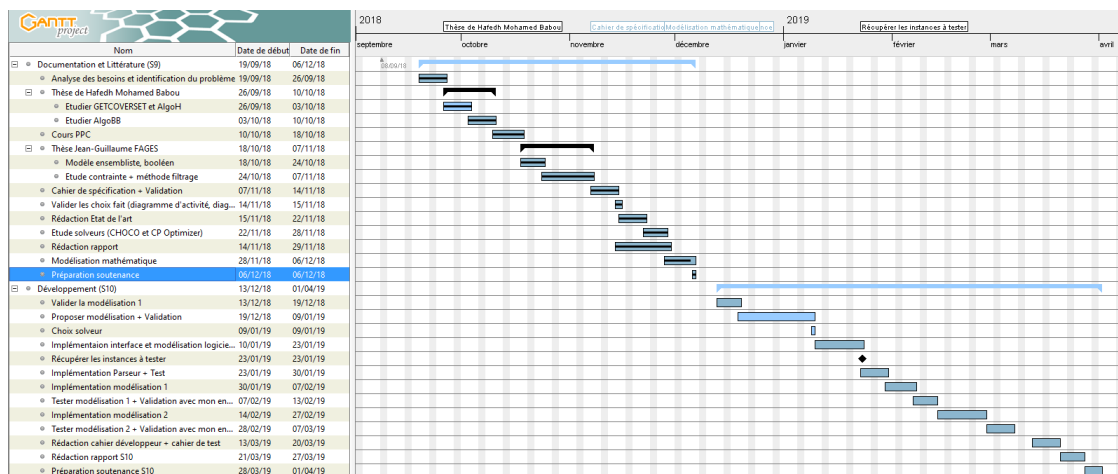 GANTT
project
2018
2019
Thèse de Hafedh Mohamed Babou
Cahier de spécificatio
Modélisation mathématique
Récupérer les instances à tester
septembre octobre novembre décembre janvier février mars avril
Nom Date de début Date de fin
Documentation et Littérature (S9) 19/09/18 06/12/18
Analyse des besoins et identification du problème 19/09/18 26/09/18
Thèse de Hafedh Mohamed Babou 26/09/18 10/10/18
Etudier GETCOVERSET et AlgoH 26/09/18 03/10/18
Etudier AlgoBB 03/10/18 10/10/18
Cours PPC 10/10/18 18/10/18
Thèse Jean-Guillaume FAGES 18/10/18 07/11/18
Modèle ensembliste, booléen 18/10/18 24/10/18
Etude contrainte + méthode filtrage 24/10/18 07/11/18
Cahier de spécification + Validation 07/11/18 14/11/18
Valider les choix fait (diagramme d'activité, diag... 14/11/18 15/11/18
Rédaction Etat de l'art 15/11/18 22/11/18
Etude solveurs (CHOCO et CP Optimizer) 22/11/18 28/11/18
Rédaction rapport 14/11/18 29/11/18
Modélisation mathématique 28/11/18 06/12/18
Préparation soutenance 06/12/18 06/12/18
Développement (S10) 13/12/18 01/04/19
Valider la modélisation 1 13/12/18 19/12/18
Proposer modélisation + Validation 19/12/18 09/01/19
Choix solveur 09/01/19 09/01/19
Implémentaion interface et modélisation logicie... 10/01/19 23/01/19
Récupérer les instances à tester 23/01/19 23/01/19
Implémentation Parseur + Test 23/01/19 30/01/19
Implémentation modélisation 1 30/01/19 07/02/19
Tester modélisation 1 + Validation avec mon en... 07/02/19 13/02/19
Implémentation modélisation 2 14/02/19 27/02/19
Tester modélisation 2 + Validation avec mon en... 28/02/19 07/03/19
Rédaction cahier développeur + cahier de test 13/03/19 20/03/19
Rédaction rapport S10 21/03/19 27/03/19
Préparation soutenance S10 28/03/19 01/04/19